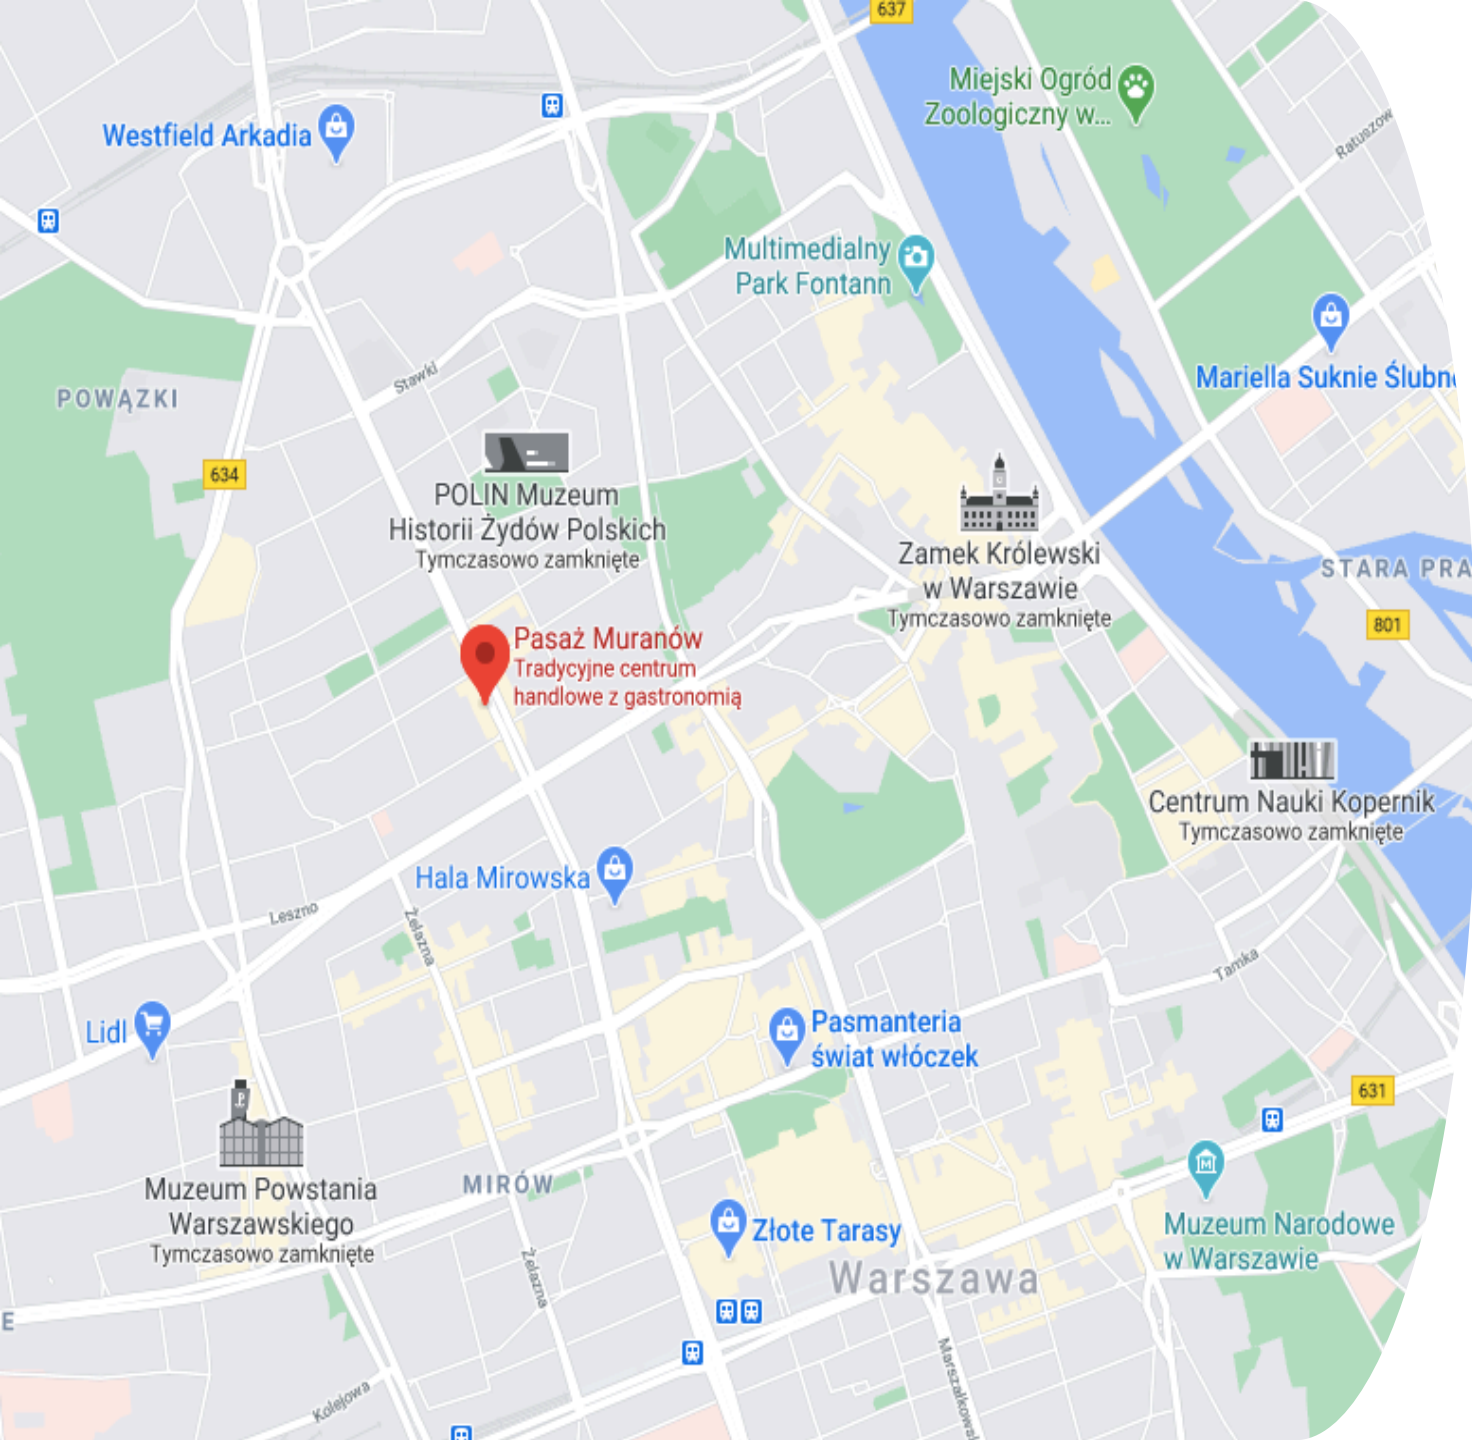 637
Miejski Ogród
Zoologiczny w...
Westfield Arkadia
Ratuszow
Multimedialny
Park Fontann
Mariella Suknie Ślubne
Stawki
POWĄZKI
634
POLIN Muzeum
Historii Żydów Polskich
Tymczasowo zamknięte
Zamek Królewski
w Warszawie
Tymczasowo zamknięte
STARA PRA
801
Pasaż Muranów
Tradycyjne centrum
handlowe z gastronomią
Centrum Nauki Kopernik
Tymczasowo zamknięte
Hala Mirowska
Leszno
Żelazna
Tamka
Lidl
Pasmanteria
świat włóczek
631
Muzeum Powstania
Warszawskiego
Tymczasowo zamknięte
MIRÓW
Złote Tarasy
Muzeum Narodowe
w Warszawie
Warszawa
Żelazna
E
Marszałkows
Kolejowa